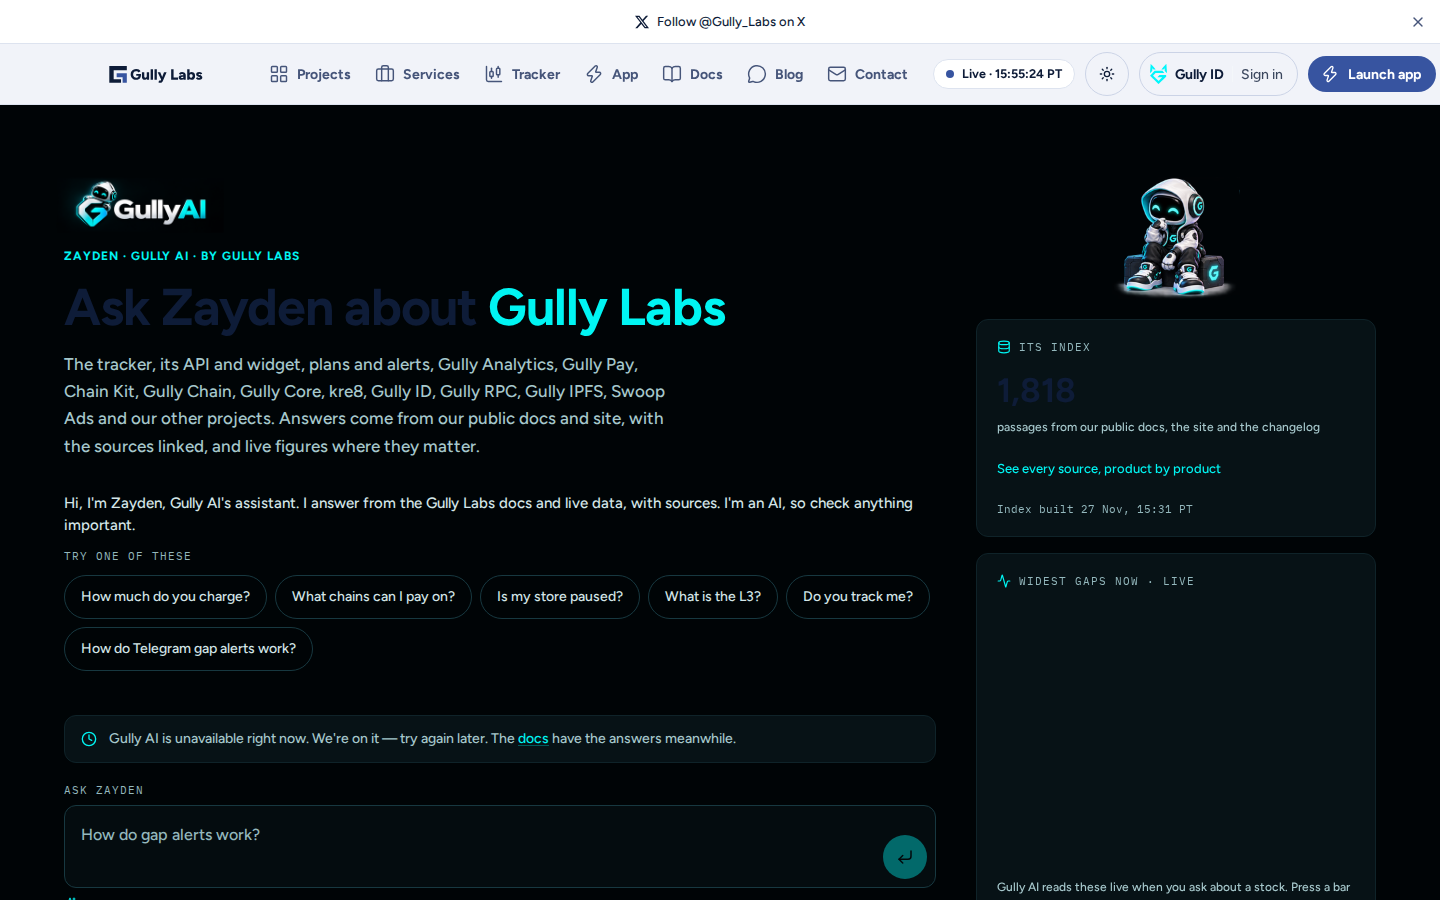 Follow @Gully_Labs on X
Gully Labs
Projects
Services
Tracker
App
Docs
Blog
Contact
Live · 15:55:24 PT
Gully ID
Sign in
Launch app
GullyAI
ZAYDEN · GULLY AI · BY GULLY LABS
Ask Zayden about Gully Labs
The tracker, its API and widget, plans and alerts, Gully Analytics, Gully Pay,
Chain Kit, Gully Chain, Gully Core, kre8, Gully ID, Gully RPC, Gully IPFS, Swoop
Ads and our other projects. Answers come from our public docs and site, with
the sources linked, and live figures where they matter.
Hi, I'm Zayden, Gully AI's assistant. I answer from the Gully Labs docs and live data, with sources. I'm an AI, so check anything
important.
TRY ONE OF THESE
How much do you charge?
What chains can I pay on?
Is my store paused?
What is the L3?
Do you track me?
How do Telegram gap alerts work?
Gully AI is unavailable right now. We're on it — try again later. The docs have the answers meanwhile.
ASK ZAYDEN
How do gap alerts work?
ITS INDEX
1,818
passages from our public docs, the site and the changelog
See every source, product by product
Index built 27 Nov, 15:31 PT
WIDEST GAPS NOW · LIVE
Gully AI reads these live when you ask about a stock. Press a bar